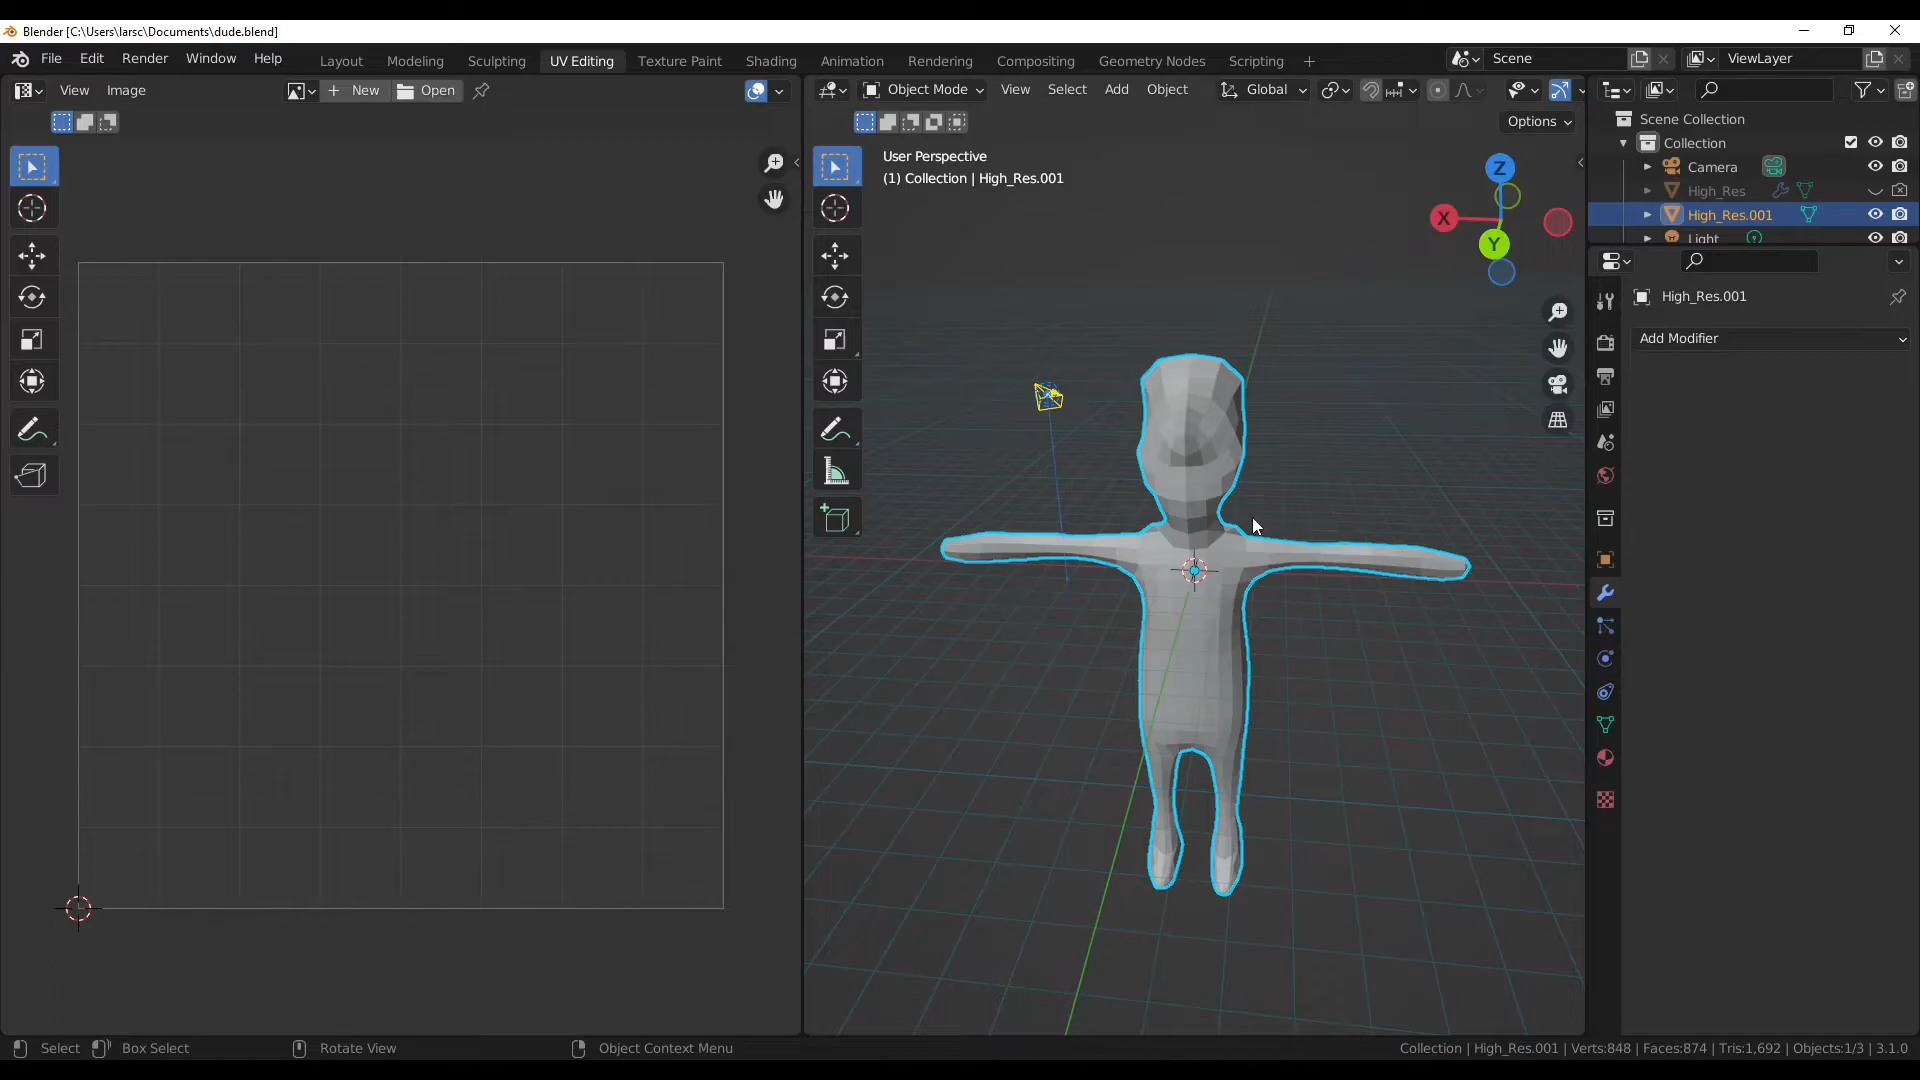 Blender [C:\Users\larsc\Documents\dude.blend]
File Edit Render Window Help Layout Modeling Sculpting UV Editing Texture Paint Shading Animation Rendering Compositing Geometry Nodes Scripting + Scene ViewLayer
View Image + New Open Object Mode View Select Add Object Global
Options
Scene Collection
Collection
Camera
High_Res
High_Res.001
Light
User Perspective
(1) Collection | High_Res.001
Z
X
Y
High_Res.001
Add Modifier
Select Box Select Rotate View Object Context Menu Collection | High_Res.001 | Verts:848 | Faces:874 | Tris:1,692 | Objects:1/3 | 3.1.0